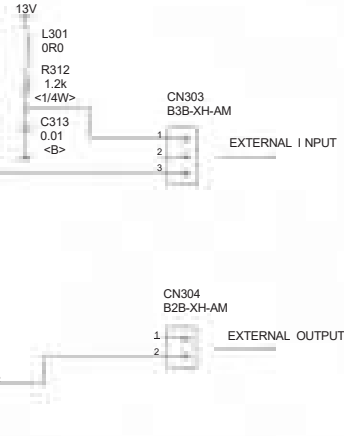 13V
L301
0R0
R312
1.2k
<1/4W>
C313
0.01
<B>
CN303
B3B-XH-AM
1
2
3
EXTERNAL I NPUT
CN304
B2B-XH-AM
1
2
EXTERNAL OUTPUT